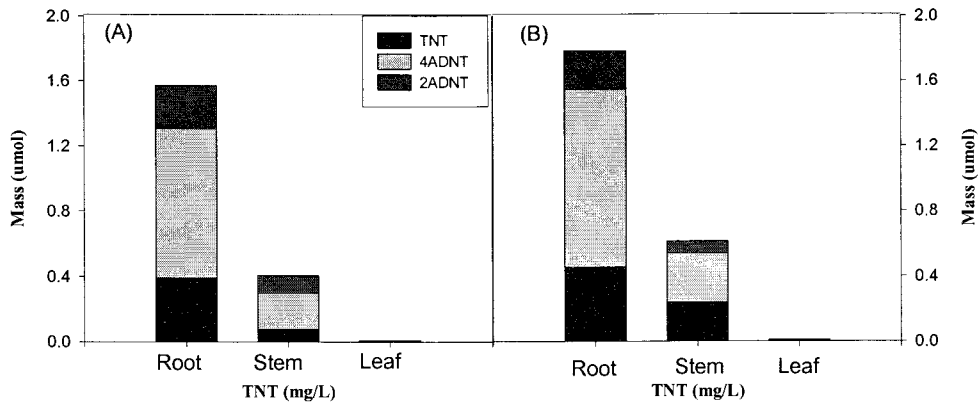 (A)
TNT
4ADNT
2ADNT
2.0
1.6
1.2
0.8
0.4
0.0
Mass (umol)
Root Stem Leaf
TNT (mg/L)
(B)
2.0
1.6
1.2
0.8
0.4
0.0
Mass (umol)
Root Stem Leaf
TNT (mg/L)